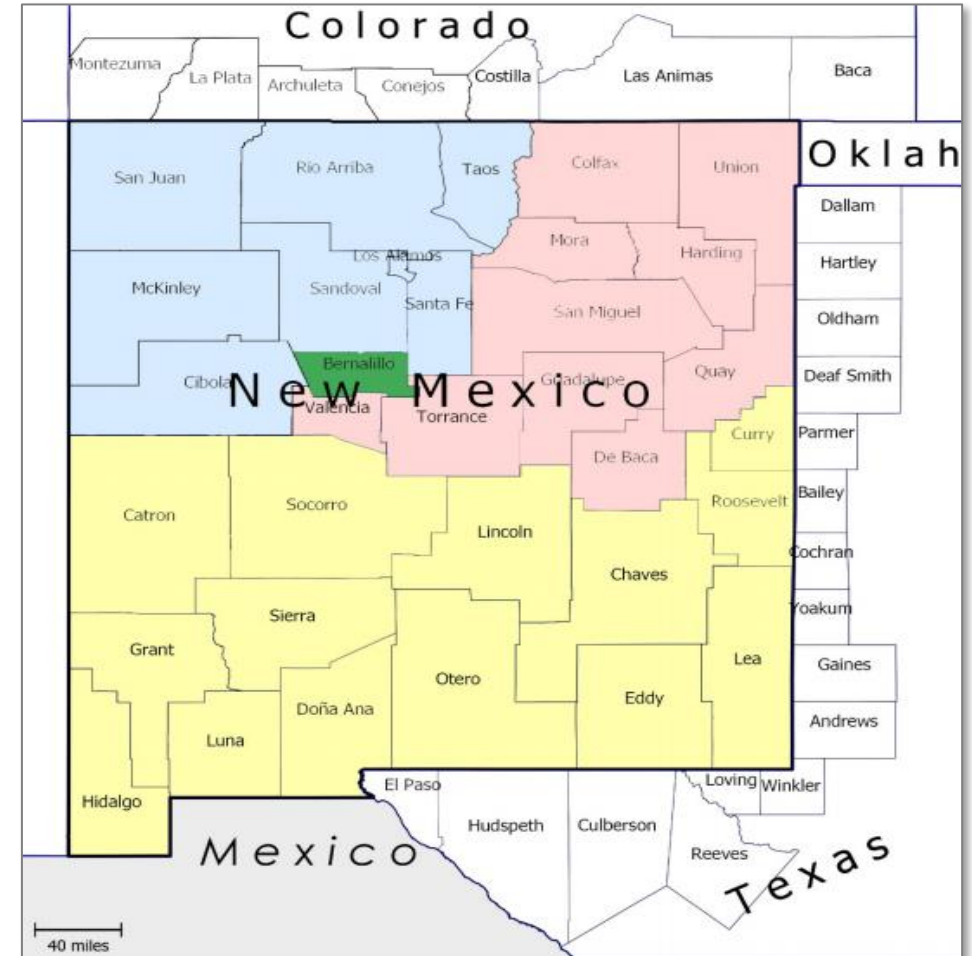 Colorado
Montezuma
La Plata
Archuleta
Conejos
Costilla
Las Animas
Baca
Oklah
San Juan
Rio Arriba
Taos
Colfax
Union
Dallam
Mora
Harding
Los Alamos
Hartley
McKinley
Sandoval
Santa Fe
San Miguel
Oldham
Bernalillo
Cibola
New Mexico
Guadalupe
Quay
Deaf Smith
Valencia
Torrance
Curry
Parmer
De Baca
Roosevelt
Bailey
Catron
Socorro
Lincoln
Chaves
Cochran
Yoakum
Sierra
Grant
Otero
Lea
Gaines
Doña Ana
Eddy
Andrews
Luna
Hidalgo
El Paso
Loving
Winkler
Hudspeth
Culberson
Reeves
Mexico
Texas
40 miles